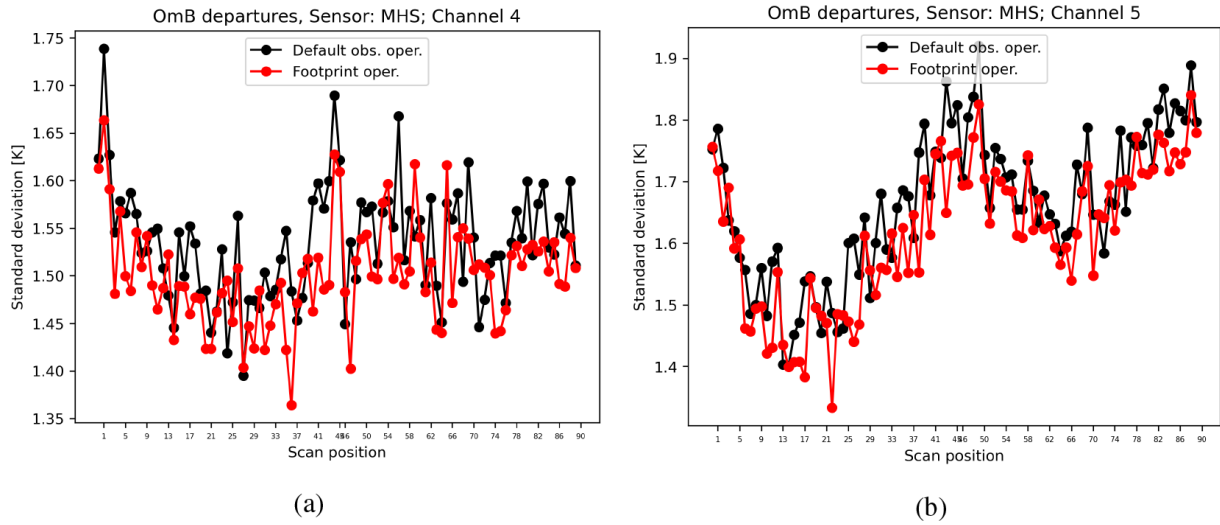 OmB departures, Sensor: MHS; Channel 4
Default obs. oper.
Footprint oper.
Standard deviation [K]
1.75
1.70
1.65
1.60
1.55
1.50
1.45
1.40
1.35
1 5 9 13 17 21 25 29 33 37 41 45 46 50 54 58 62 66 70 74 78 82 86 90
Scan position
(a)
OmB departures, Sensor: MHS; Channel 5
Default obs. oper.
Footprint oper.
Standard deviation [K]
1.9
1.8
1.7
1.6
1.5
1.4
1 5 9 13 17 21 25 29 33 37 41 45 46 50 54 58 62 66 70 74 78 82 86 90
Scan position
(b)